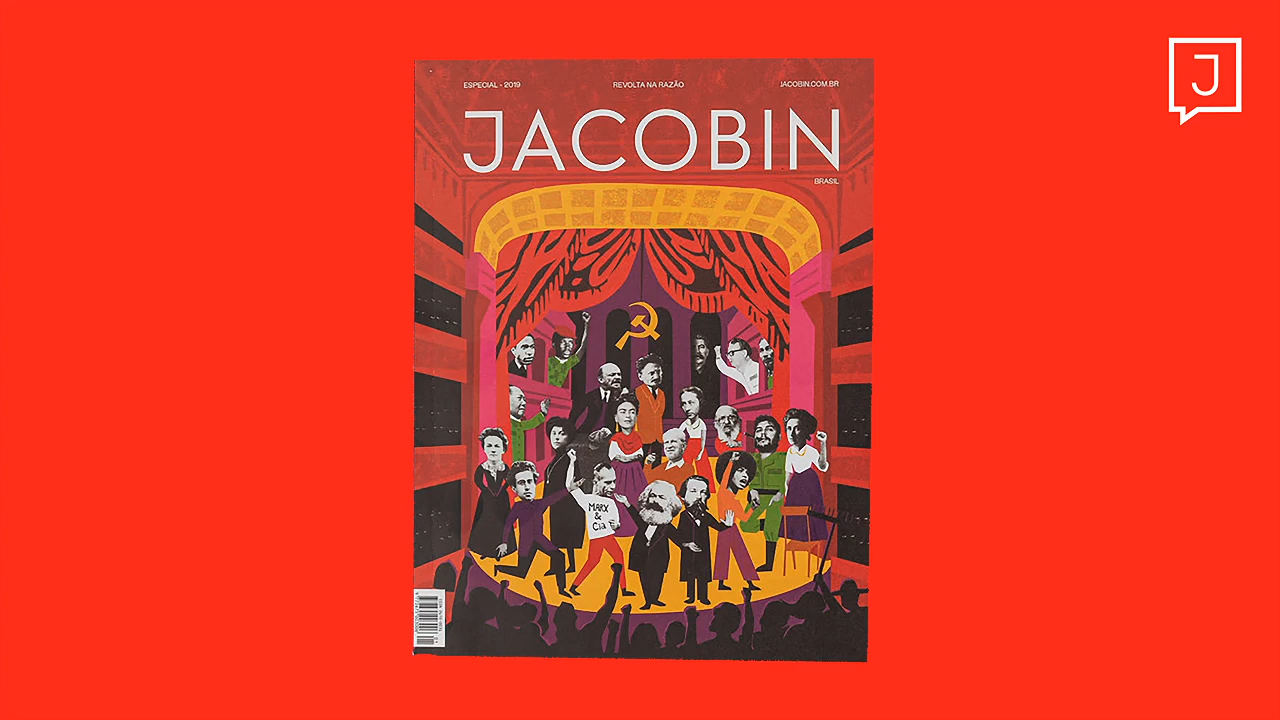 ESPECIAL - 2019
REVOLTA NA RAZÃO
JACOBIN.COM.BR
JACOBIN
BRASIL
J
MARX
&
Cia